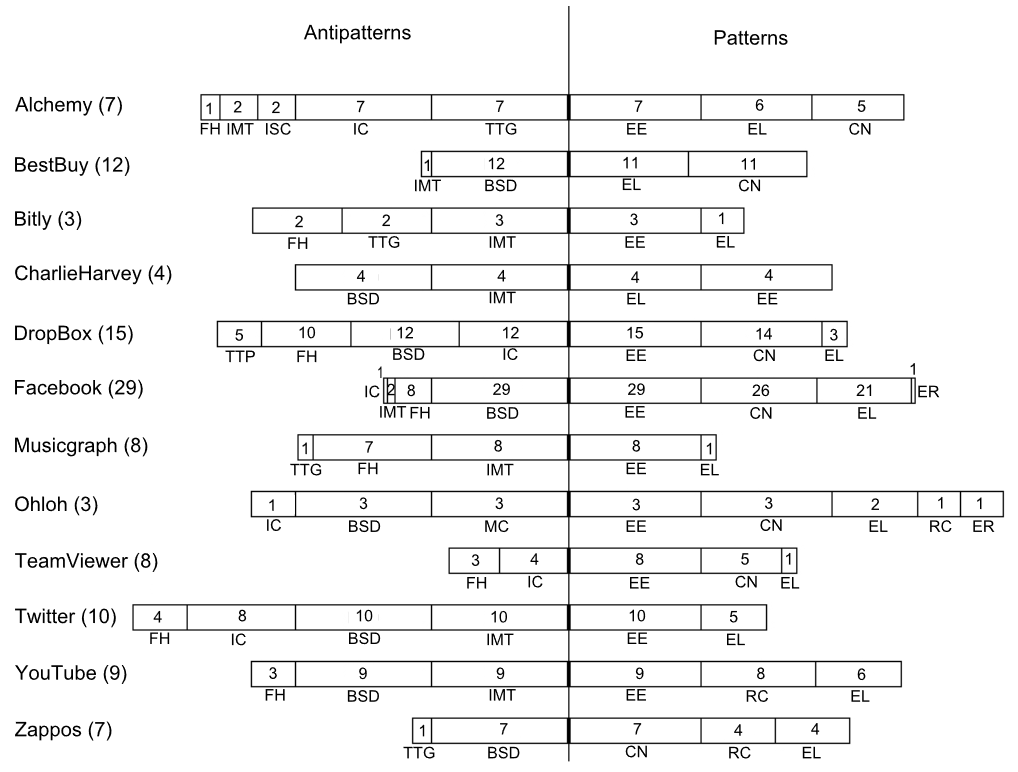 Antipatterns Patterns
Alchemy (7) 1 2 2 7 7 7 6 5
FH IMT ISC IC TTG EE EL CN
BestBuy (12) 1 12 11 11
IMT BSD EL CN
Bitly (3) 2 2 3 3 1
FH TTG IMT EE EL
CharlieHarvey (4) 4 4 4 4
BSD IMT EL EE
DropBox (15) 5 10 12 12 15 14 3
TTP FH BSD IC EE CN EL
1 1
Facebook (29) IC 2 8 29 29 26 21 ER
IMT FH BSD EE CN EL
Musicgraph (8) 1 7 8 8 1
TTG FH IMT EE EL
Ohloh (3) 1 3 3 3 3 2 1 1
IC BSD MC EE CN EL RC ER
TeamViewer (8) 3 4 8 5 1
FH IC EE CN EL
Twitter (10) 4 8 10 10 10 5
FH IC BSD IMT EE EL
YouTube (9) 3 9 9 9 8 6
FH BSD IMT EE RC EL
Zappos (7) 1 7 7 4 4
TTG BSD CN RC EL